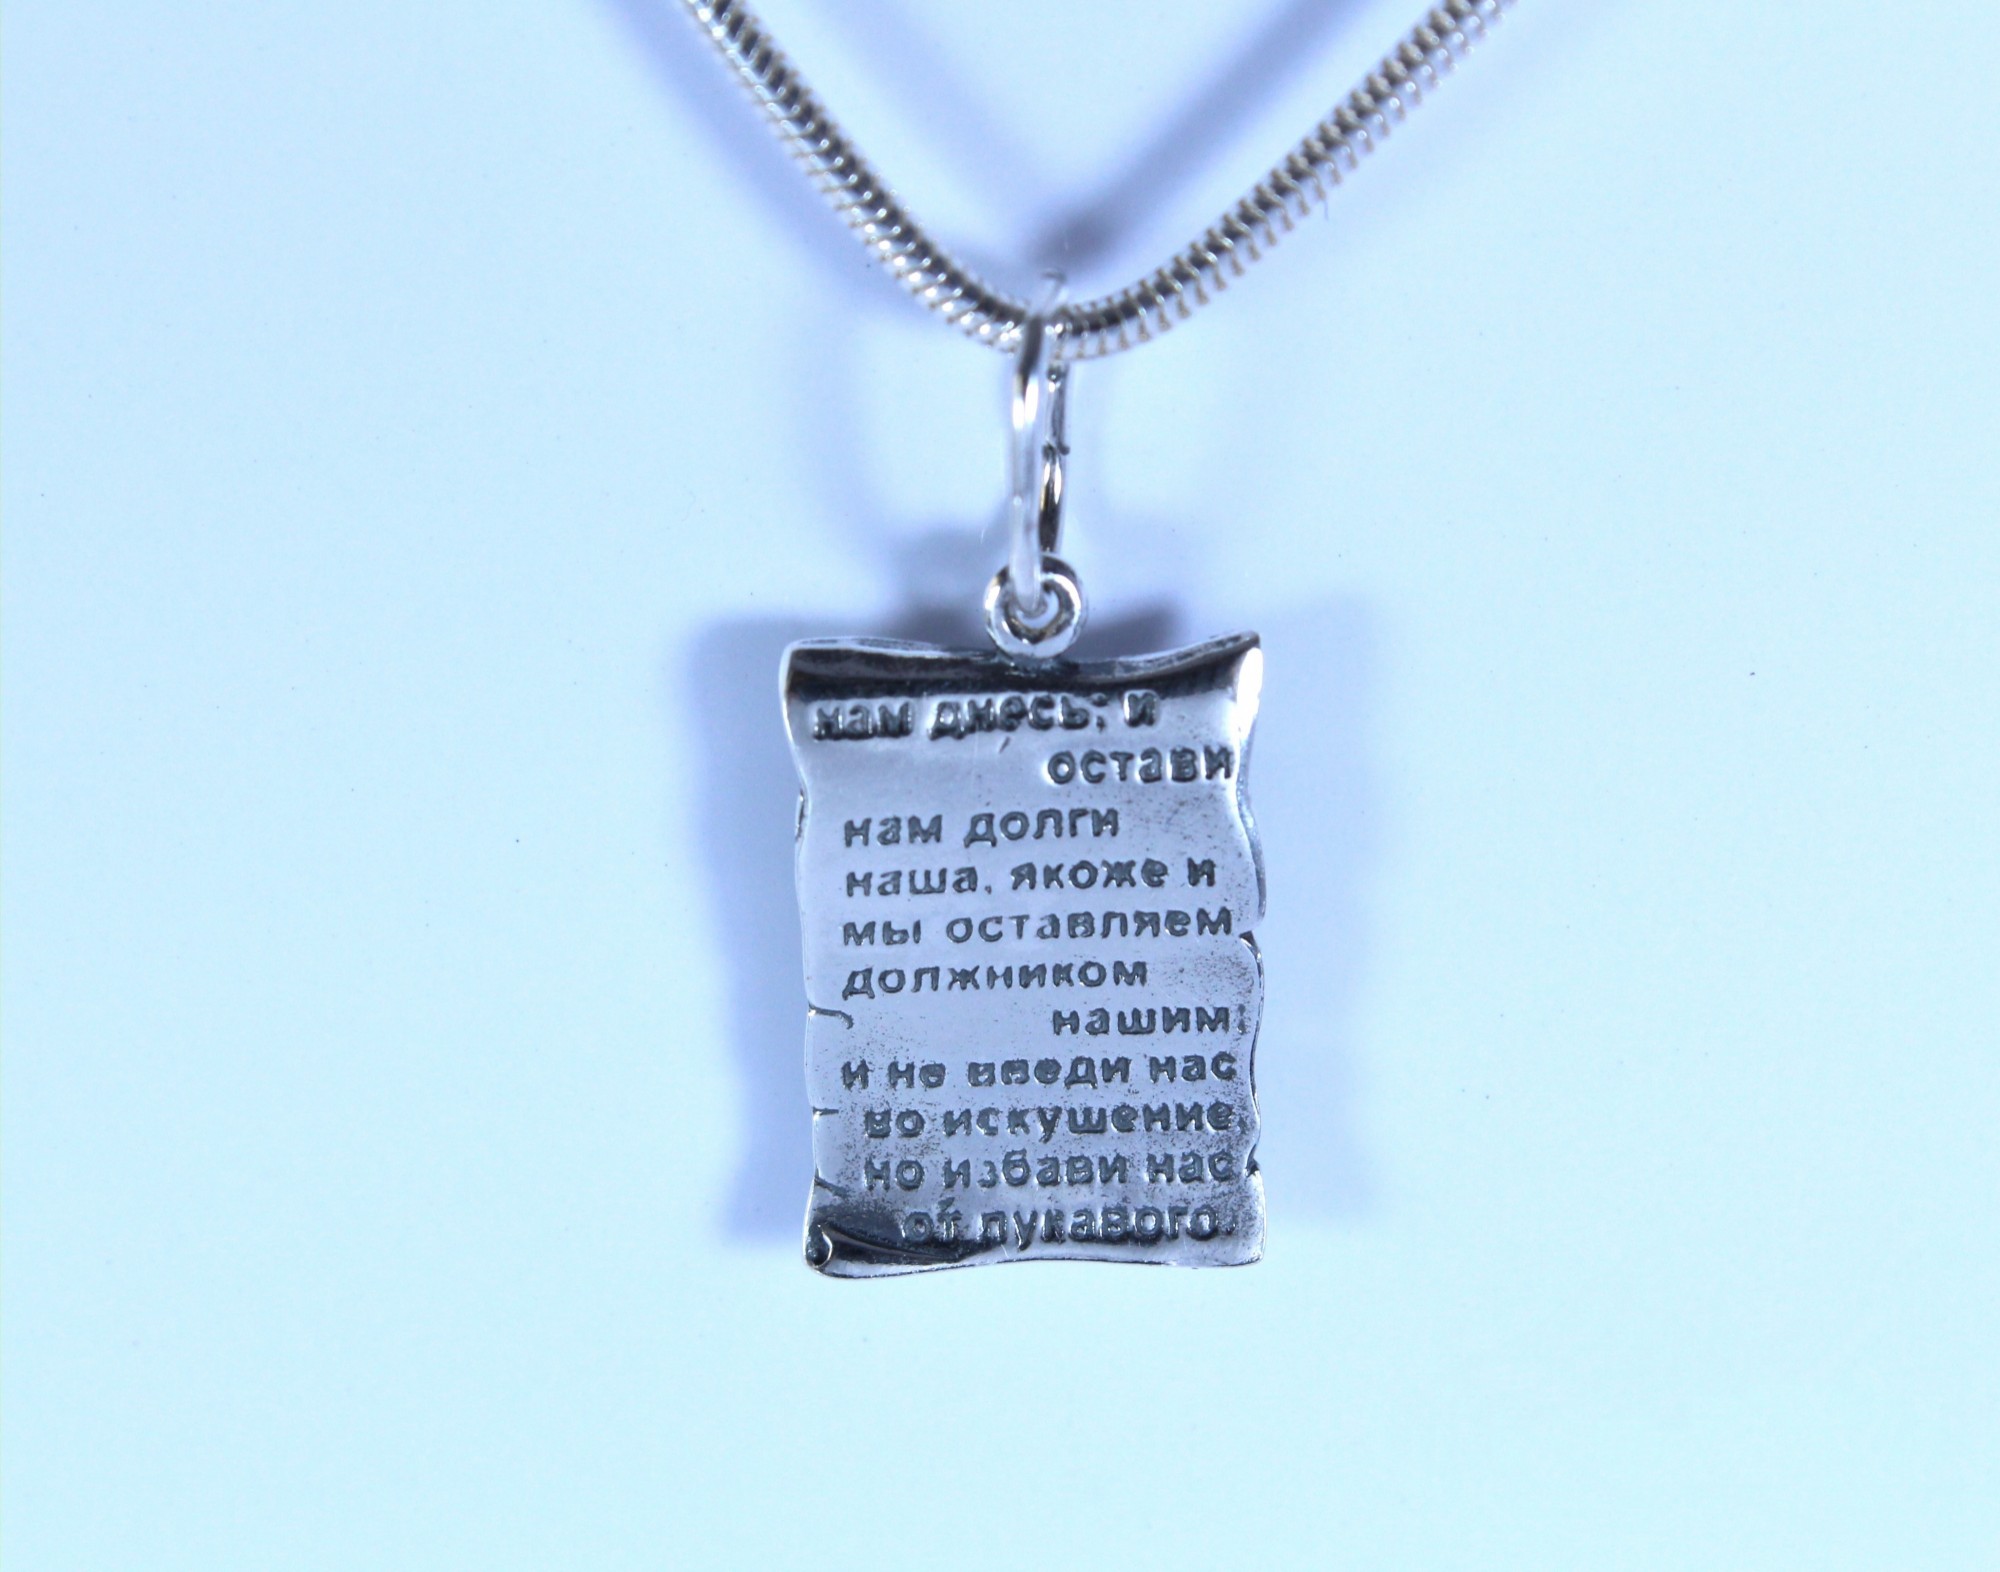 нам днесь; и
остави
нам долги
наша, якоже и
мы оставляем
должником
нашим;
и не введи нас
во искушение,
но избави нас
от лукавого.